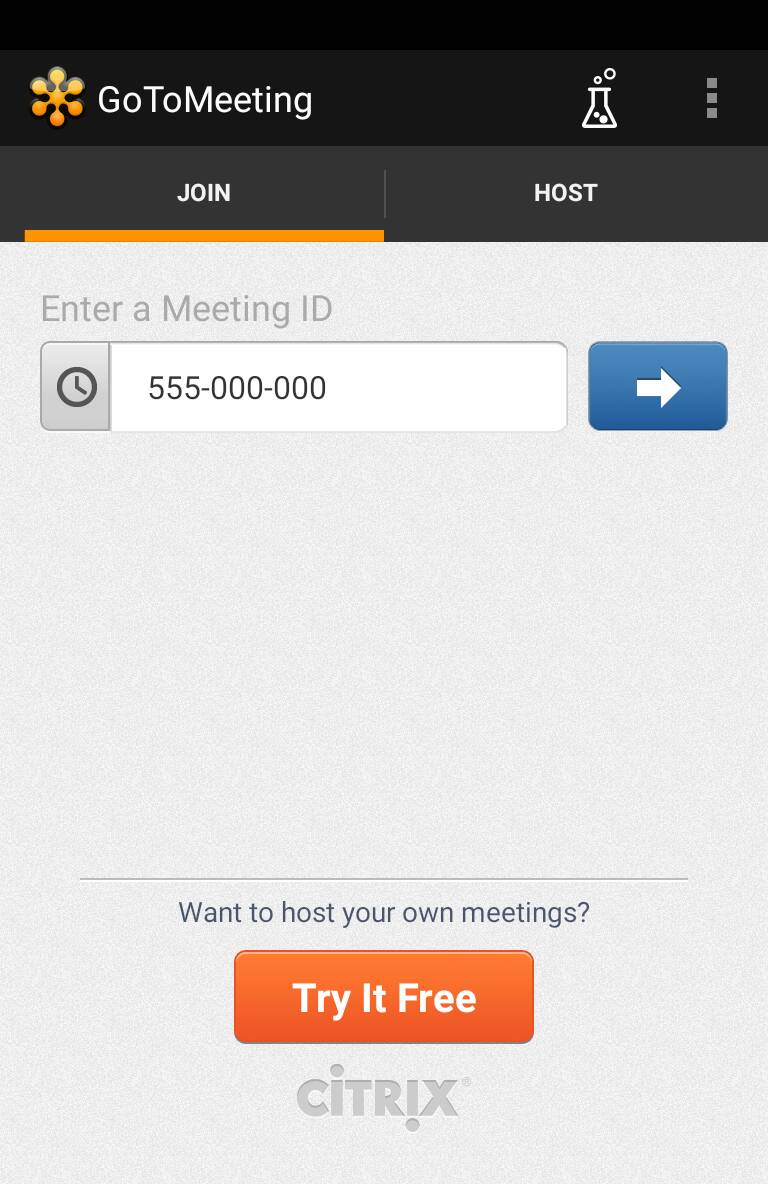 GoToMeeting
JOIN
HOST
Enter a Meeting ID
555-000-000
Want to host your own meetings?
Try It Free
CiTRIX®